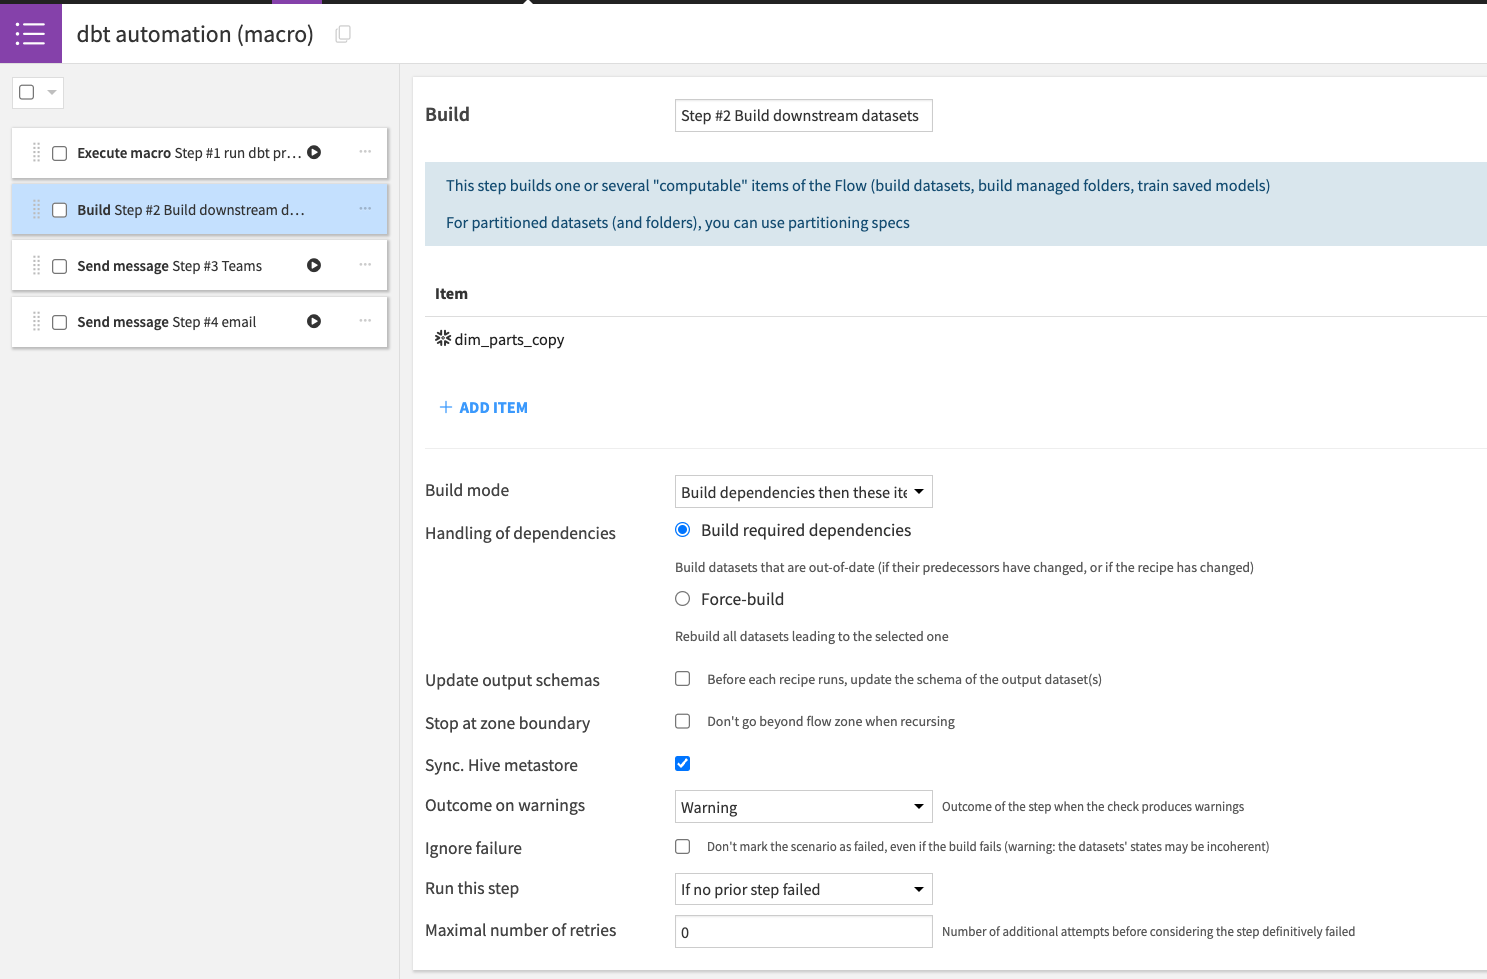 dbt automation (macro)
Execute macro Step #1 run dbt pr...
Build Step #2 Build downstream d...
Send message Step #3 Teams
Send message Step #4 email
Build
Step #2 Build downstream datasets
This step builds one or several "computable" items of the Flow (build datasets, build managed folders, train saved models)
For partitioned datasets (and folders), you can use partitioning specs
Item
dim_parts_copy
+ ADD ITEM
Build mode
Build dependencies then these ite
Handling of dependencies
Build required dependencies
Build datasets that are out-of-date (if their predecessors have changed, or if the recipe has changed)
Force-build
Rebuild all datasets leading to the selected one
Update output schemas
Before each recipe runs, update the schema of the output dataset(s)
Stop at zone boundary
Don't go beyond flow zone when recursing
Sync. Hive metastore
Outcome on warnings
Warning
Outcome of the step when the check produces warnings
Ignore failure
Don't mark the scenario as failed, even if the build fails (warning: the datasets' states may be incoherent)
Run this step
If no prior step failed
Maximal number of retries
0
Number of additional attempts before considering the step definitively failed